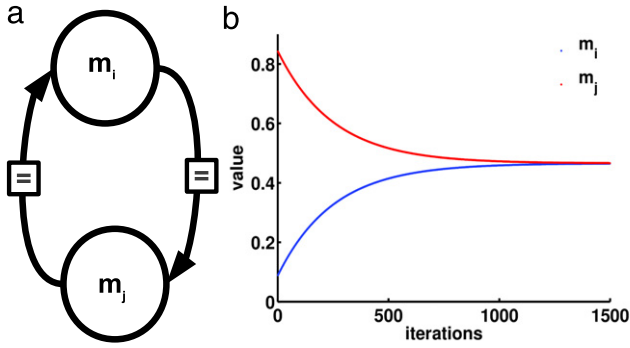 a
m i
=
=
m j
b
m i
m j
value
0.8
0.6
0.4
0.2
0
0 500 1000 1500
iterations